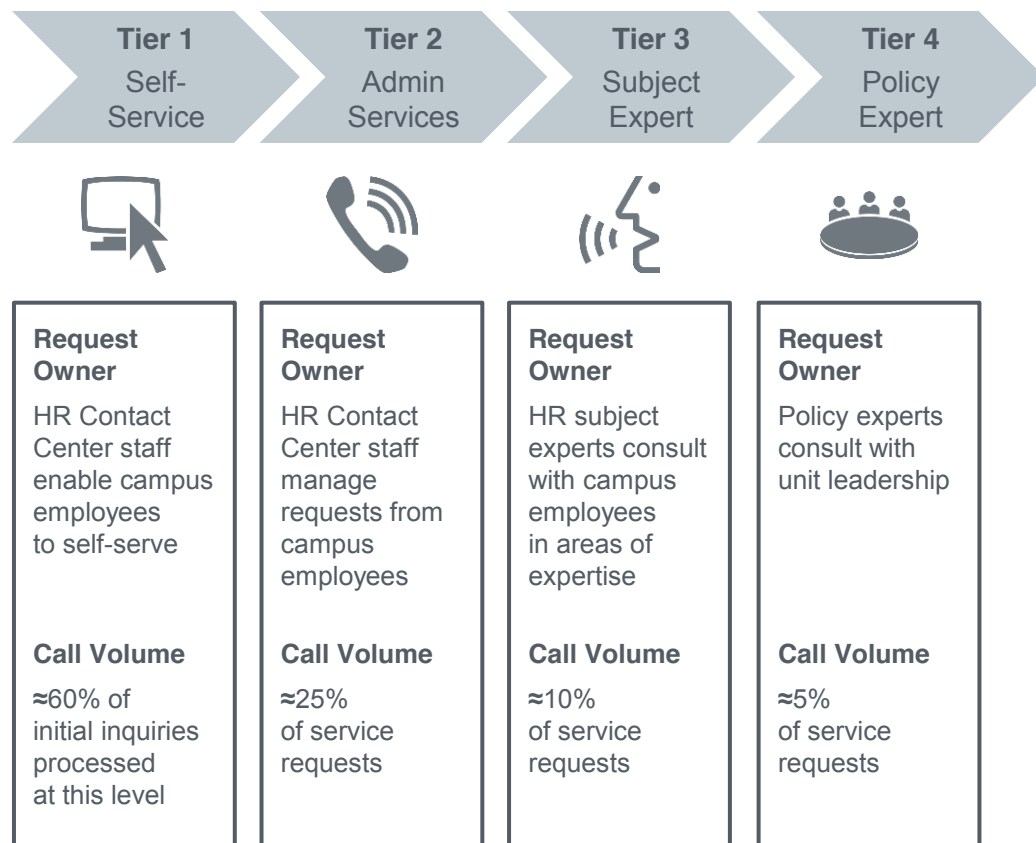 Tier 1
Self-
Service
Tier 2
Admin
Services
Tier 3
Subject
Expert
Tier 4
Policy
Expert
Request
Owner
HR Contact
Center staff
enable campus
employees
to self-serve
Call Volume
≈60% of
initial inquiries
processed
at this level
Request
Owner
HR Contact
Center staff
manage
requests from
campus
employees
Call Volume
≈25%
of service
requests
Request
Owner
HR subject
experts consult
with campus
employees
in areas of
expertise
Call Volume
≈10%
of service
requests
Request
Owner
Policy experts
consult with
unit leadership
Call Volume
≈5%
of service
requests